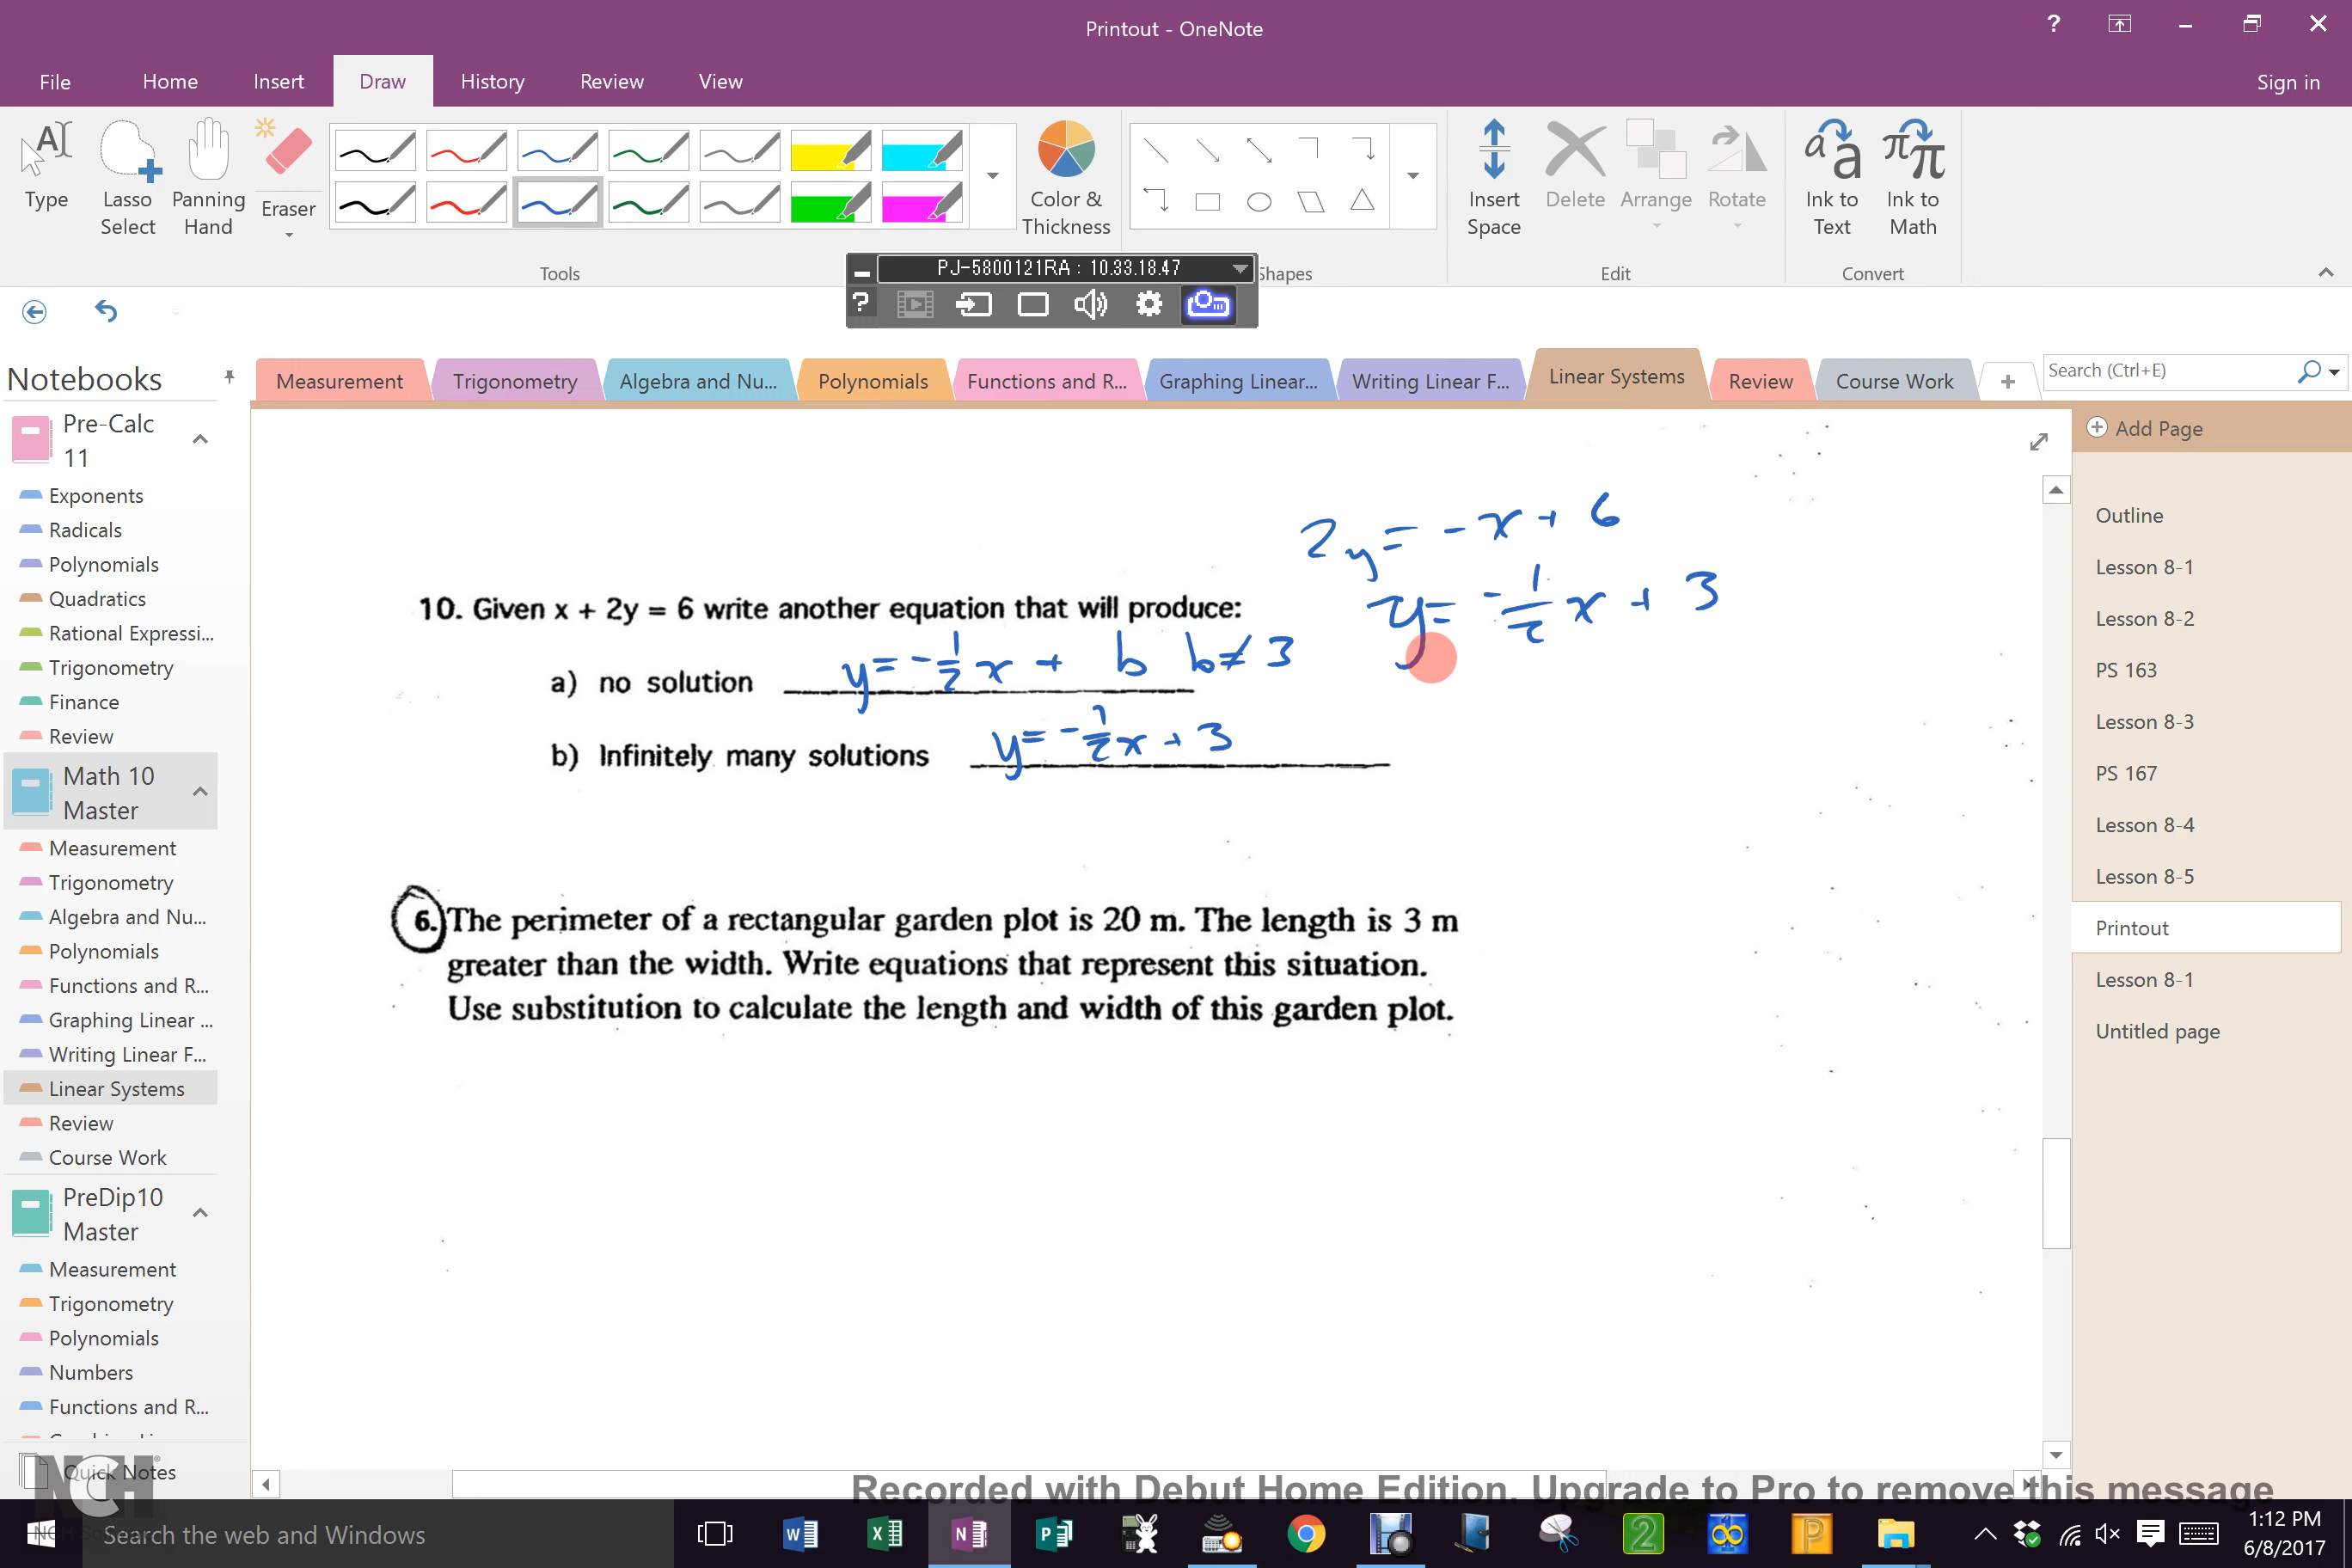 Printout - OneNote
?
File Home Insert Draw History Review View Sign in
Type
Lasso Select
Panning Hand
Eraser
Tools
Color & Thickness
Shapes
Insert Space
Delete
Arrange
Rotate
Edit
Ink to Text
Ink to Math
Convert
PJ-5800121RA : 10.33.18.47
?
Notebooks
Measurement Trigonometry Algebra and Nu... Polynomials Functions and R... Graphing Linear... Writing Linear F... Linear Systems Review Course Work +
Search (Ctrl+E)
Pre-Calc 11
Exponents
Radicals
Polynomials
Quadratics
Rational Expressi...
Trigonometry
Finance
Review
Math 10 Master
Measurement
Trigonometry
Algebra and Nu...
Polynomials
Functions and R...
Graphing Linear ...
Writing Linear F...
Linear Systems
Review
Course Work
PreDip10 Master
Measurement
Trigonometry
Polynomials
Numbers
Functions and R...
Quick Notes
2y = -x + 6
y = -1/2 x + 3
10. Given x + 2y = 6 write another equation that will produce:
a) no solution y = -1/2 x + b b ≠ 3
b) Infinitely many solutions y = -1/2 x + 3
6. The perimeter of a rectangular garden plot is 20 m. The length is 3 m
greater than the width. Write equations that represent this situation.
Use substitution to calculate the length and width of this garden plot.
Add Page
Outline
Lesson 8-1
Lesson 8-2
PS 163
Lesson 8-3
PS 167
Lesson 8-4
Lesson 8-5
Printout
Lesson 8-1
Untitled page
NCH
Recorded with Debut Home Edition. Upgrade to Pro to remove this message
Search the web and Windows
1:12 PM
6/8/2017